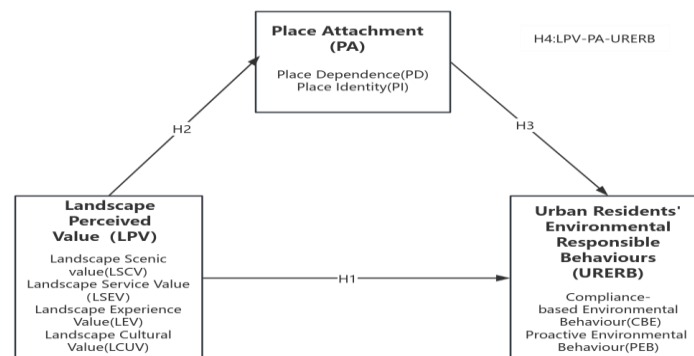 Place Attachment
(PA)
Place Dependence(PD)
Place Identity(PI)
H4:LPV-PA-URERB
H2
H3
Landscape
Perceived
Value (LPV)
Landscape Scenic
value(LSCV)
Landscape Service Value
(LSEV)
Landscape Experience
Value(LEV)
Landscape Cultural
Value(LCUV)
H1
Urban Residents'
Environmental
Responsible
Behaviours
(URERB)
Compliance-
based Environmental
Behaviour(CBE)
Proactive Environmental
Behaviour(PEB)